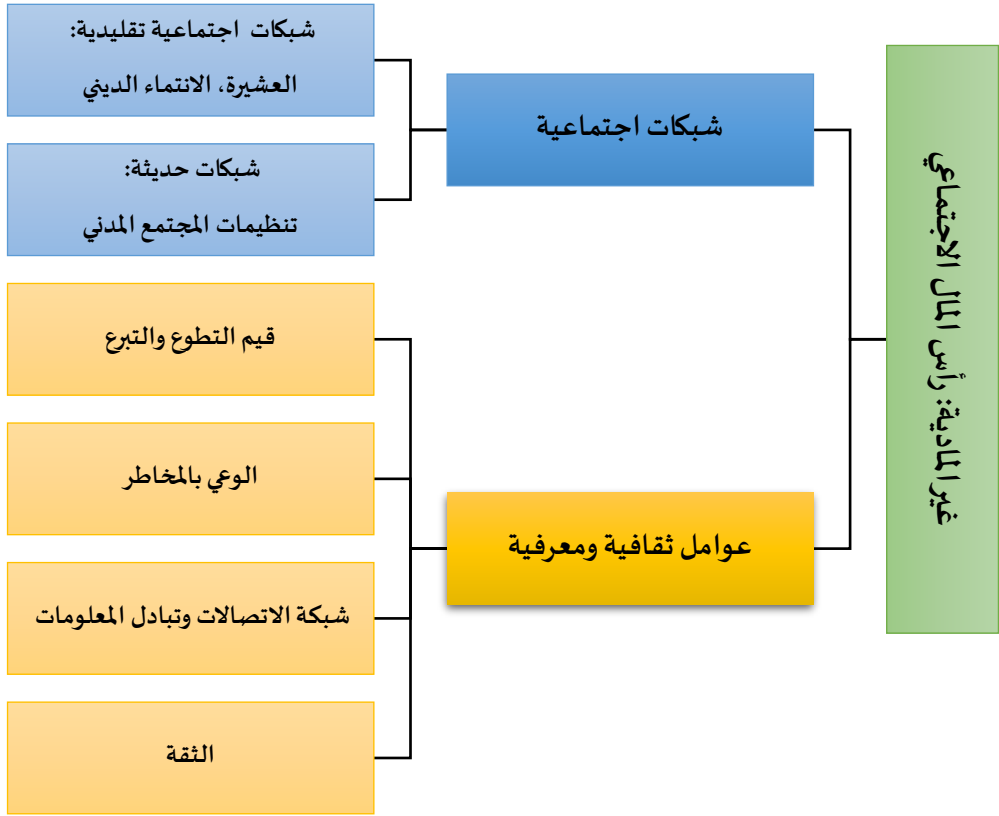 غير المادية: رأس المال الاجتماعي
شبكات اجتماعية
شبكات اجتماعية تقليدية:
العشيرة، الانتماء الديني
شبكات حديثة:
تنظيمات المجتمع المدني
عوامل ثقافية ومعرفية
قيم التطوع والتبرع
الوعي بالمخاطر
شبكة الاتصالات وتبادل المعلومات
الثقة